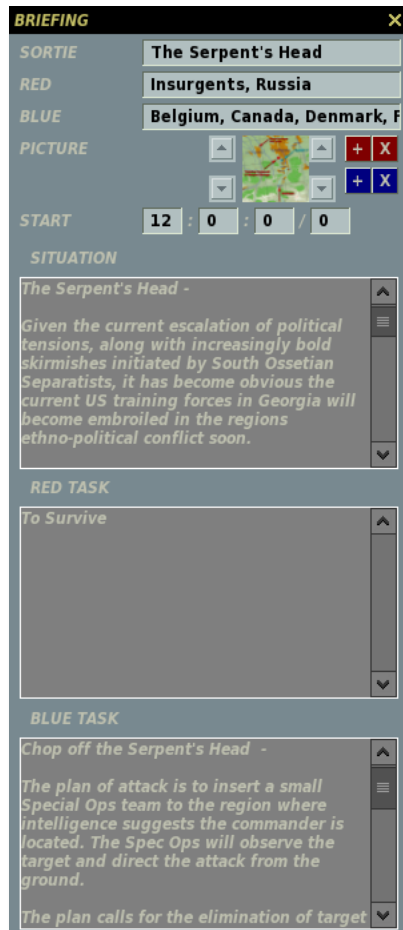 BRIEFING X
SORTIE The Serpent's Head
RED Insurgents, Russia
BLUE Belgium, Canada, Denmark, F
PICTURE + X
+ X
START 12 : 0 : 0 / 0
SITUATION
The Serpent's Head -
Given the current escalation of political
tensions, along with increasingly bold
skirmishes initiated by South Ossetian
Separatists, it has become obvious the
current US training forces in Georgia will
become embroiled in the regions
ethno-political conflict soon.
RED TASK
To Survive
BLUE TASK
Chop off the Serpent's Head -
The plan of attack is to insert a small
Special Ops team to the region where
intelligence suggests the commander is
located. The Spec Ops will observe the
target and direct the attack from the
ground.
The plan calls for the elimination of target